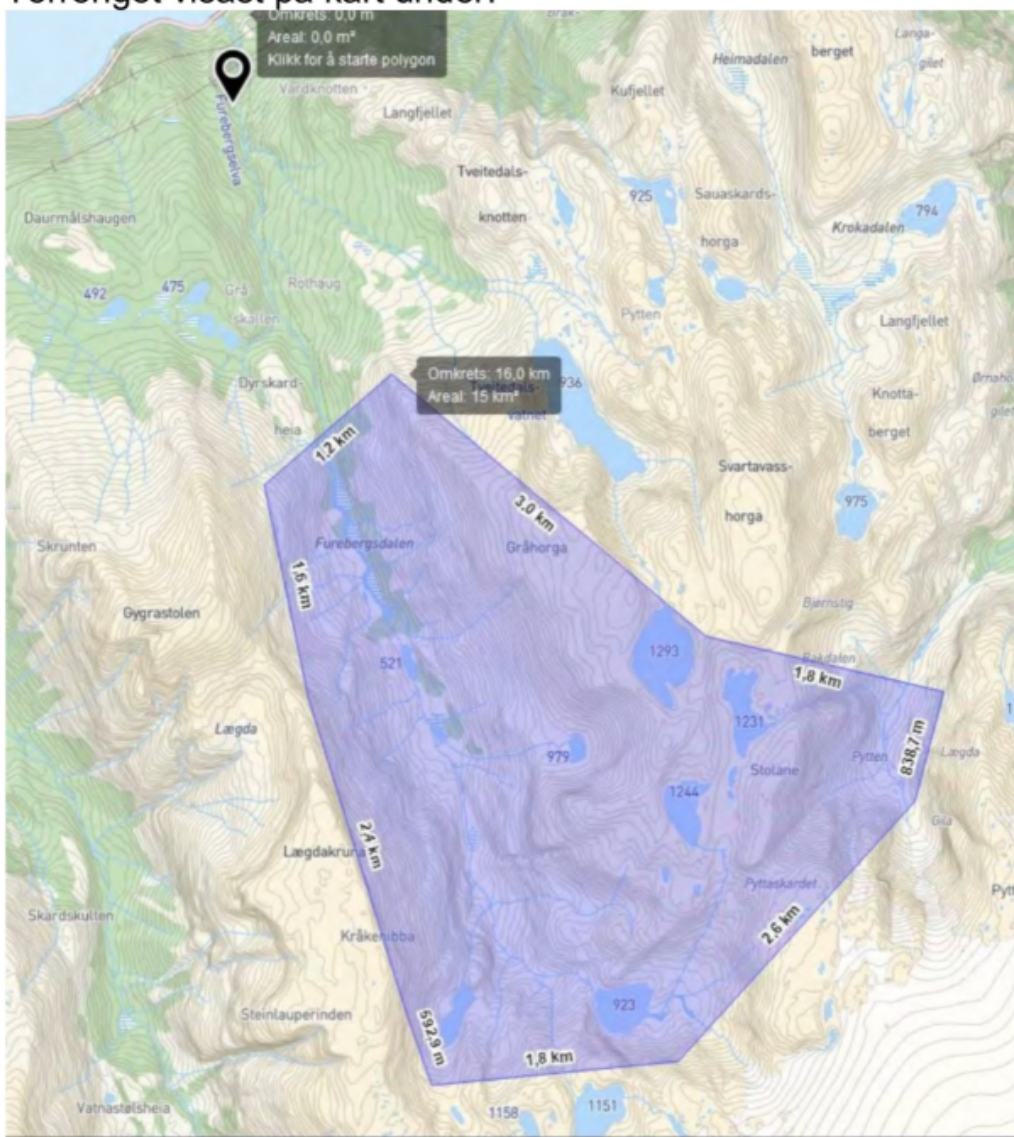 Omkrets: 0,0 m
Areal: 0,0 m²
Klikk for å starte polygon
Vardknotten
Furebergselva
Langfjellet
Kufjellet
Heimadalen
berget
Langa-
gilet
Tveitedals-
knotten
925
Sauaskards-
horga
794
Krokadalen
Daurmålshaugen
492
475
Grå
skallen
Rothaug
Pytten
Langfjellet
Dyrskard-
heia
Omkrets: 16,0 km
Areal: 15 km²
Tveitedals-
vatnet
936
Knotta-
berget
1,2 km
3,0 km
Svartavass-
horga
975
Skrunten
Furebergsdalen
Gråhorga
1,6 km
Gygrastolen
Bjørnstig
521
1293
Bakdalen
1,8 km
Lægda
1231
979
Stolane
Pytten
838,7 m
Lægda
1244
Gila
2,4 km
Lægdakruna
Pyttaskardet
Skardskulten
Kråkenibba
2,6 km
Steinlauperinden
592,9 m
923
1,8 km
Vatnastølsheia
1158
1151